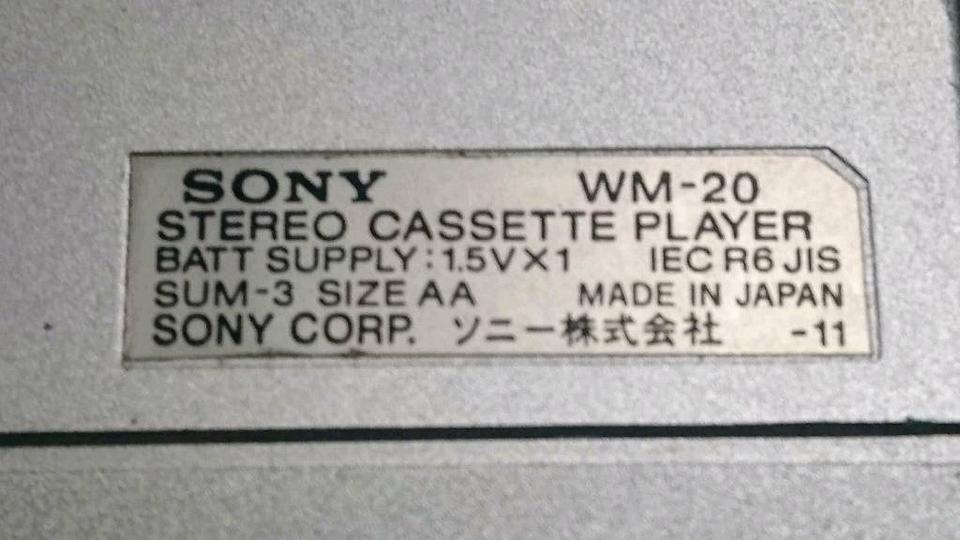 SONY WM-20
STEREO CASSETTE PLAYER
BATT SUPPLY:1.5V×1 IEC R6 JIS
SUM-3 SIZE AA MADE IN JAPAN
SONY CORP. ソニー株式会社 -11